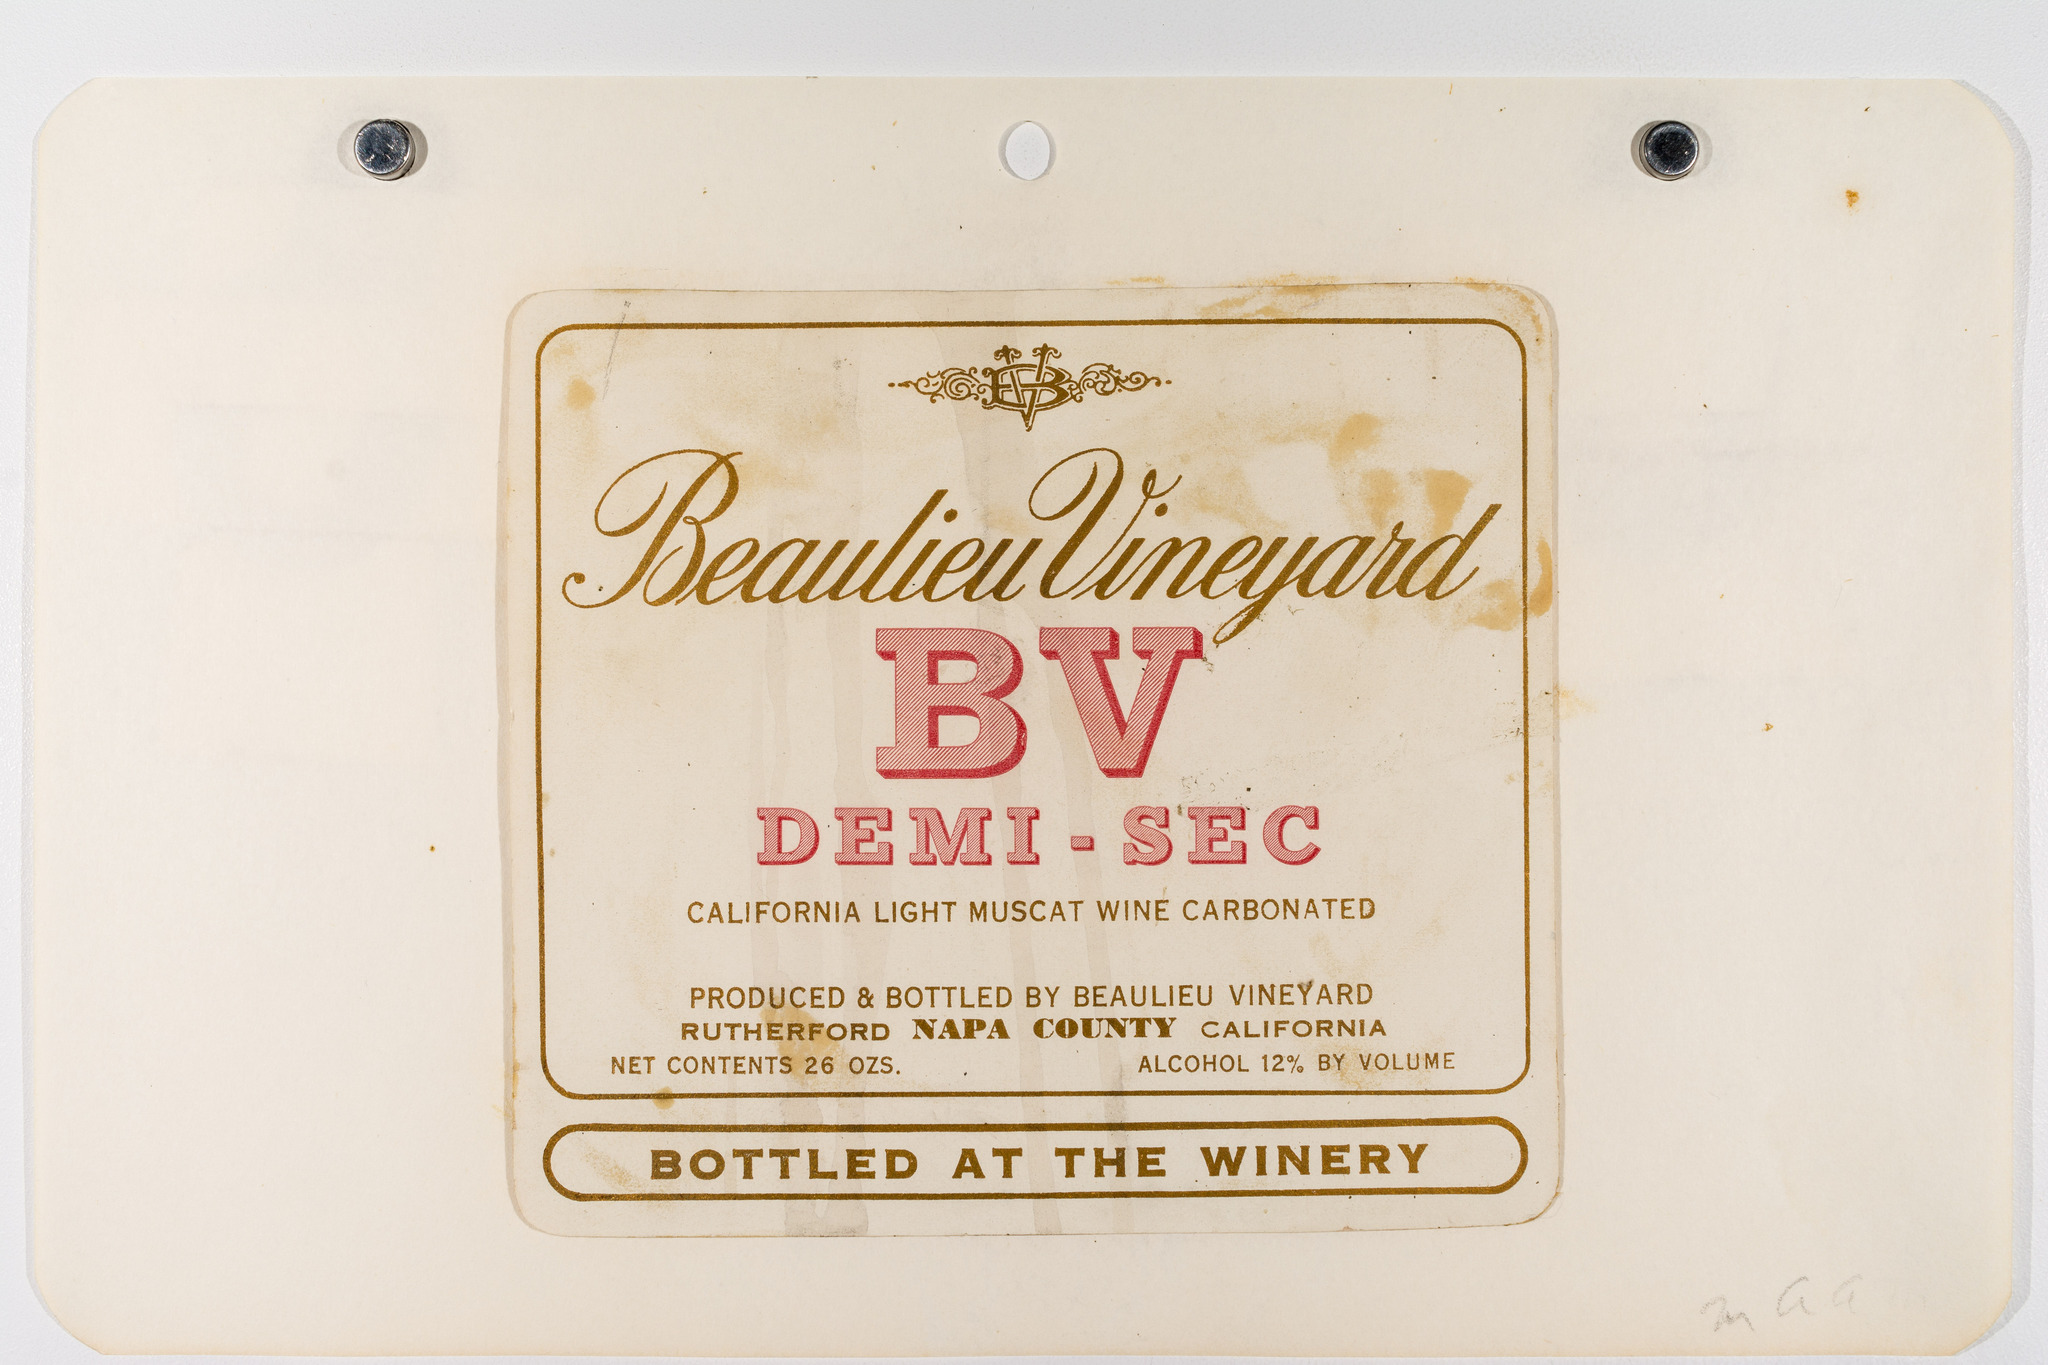 BV
Beaulieu Vineyard
BV
DEMI-SEC
CALIFORNIA LIGHT MUSCAT WINE CARBONATED
PRODUCED & BOTTLED BY BEAULIEU VINEYARD
RUTHERFORD NAPA COUNTY CALIFORNIA
NET CONTENTS 26 OZS. ALCOHOL 12% BY VOLUME
BOTTLED AT THE WINERY